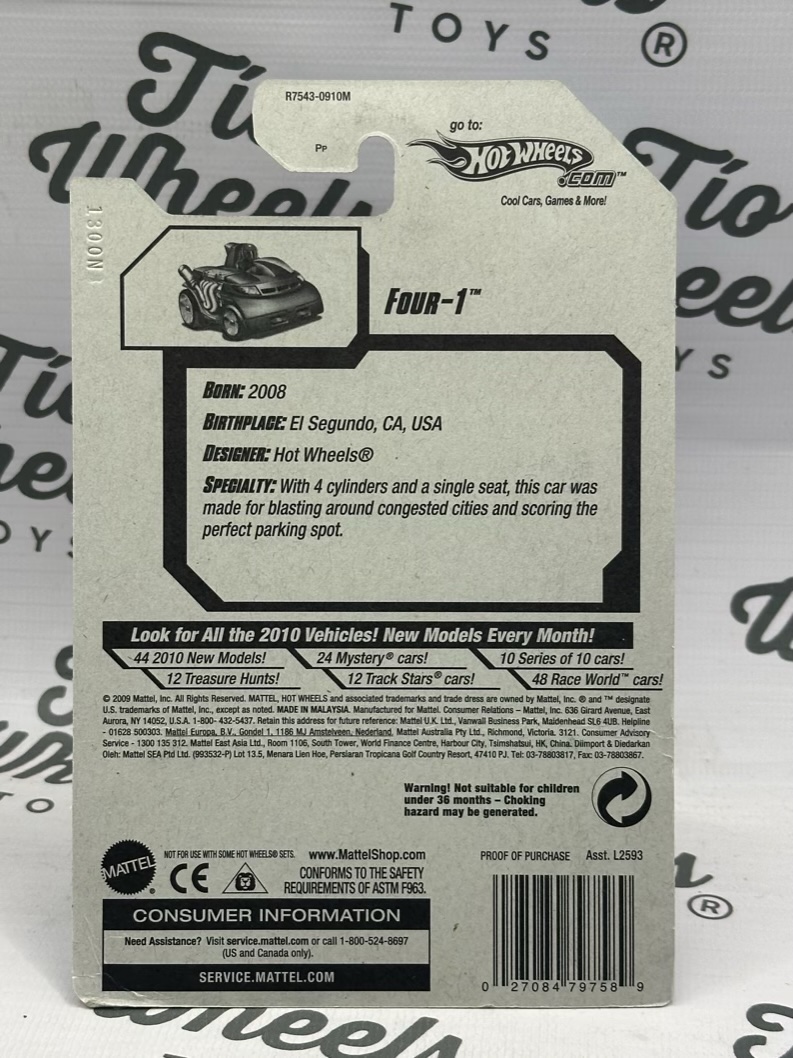 TOYS ®
Tío
Wheels
Tío
R7543-0910M
Pp
go to:
HOT WHEELS
.COM™
Cool Cars, Games & More!
1300N
FOUR-1™
BORN: 2008
BIRTHPLACE: El Segundo, CA, USA
DESIGNER: Hot Wheels®
SPECIALTY: With 4 cylinders and a single seat, this car was
made for blasting around congested cities and scoring the
perfect parking spot.
Look for All the 2010 Vehicles! New Models Every Month!
44 2010 New Models! 24 Mystery® cars! 10 Series of 10 cars!
12 Treasure Hunts! 12 Track Stars® cars! 48 Race World™ cars!
© 2009 Mattel, Inc. All Rights Reserved. MATTEL, HOT WHEELS and associated trademarks and trade dress are owned by Mattel, Inc. ® and ™ designate
U.S. trademarks of Mattel, Inc., except as noted. MADE IN MALAYSIA. Manufactured for Mattel. Consumer Relations – Mattel, Inc. 636 Girard Avenue, East
Aurora, NY 14052, U.S.A. 1-800- 432-5437. Retain this address for future reference: Mattel U.K. Ltd., Vanwall Business Park, Maidenhead SL6 4UB. Helpline
- 01628 500303. Mattel Europa, B.V., Gondel 1, 1186 MJ Amstelveen, Nederland. Mattel Australia Pty Ltd., Richmond, Victoria. 3121. Consumer Advisory
Service - 1300 135 312. Mattel East Asia Ltd., Room 1106, South Tower, World Finance Centre, Harbour City, Tsimshatsui, HK, China. Diimport & Diedarkan
Oleh: Mattel SEA Ptd Ltd. (993532-P) Lot 13.5, Menara Lien Hoe, Persiaran Tropicana Golf Country Resort, 47410 PJ. Tel: 03-78803817, Fax: 03-78803867.
Warning! Not suitable for children
under 36 months – Choking
hazard may be generated.
MATTEL®
NOT FOR USE WITH SOME HOT WHEELS® SETS. www.MattelShop.com
CE
CONFORMS TO THE SAFETY
REQUIREMENTS OF ASTM F963.
PROOF OF PURCHASE Asst. L2593
CONSUMER INFORMATION
Need Assistance? Visit service.mattel.com or call 1-800-524-8697
(US and Canada only).
SERVICE.MATTEL.COM
0 27084 79758 9
®
Wheels